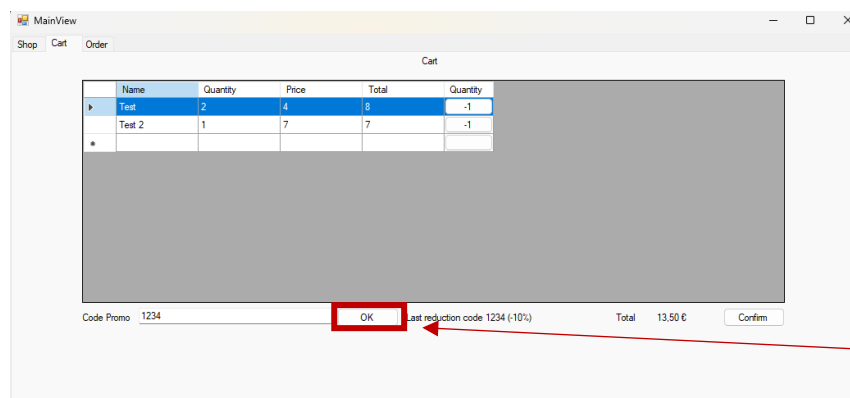 MainView
Shop Cart Order
Cart
Name Quantity Price Total Quantity
Test 2 4 8 -1
Test 2 1 7 7 -1
Code Promo 1234 OK Last reduction code 1234 (-10%) Total 13,50 € Confirm